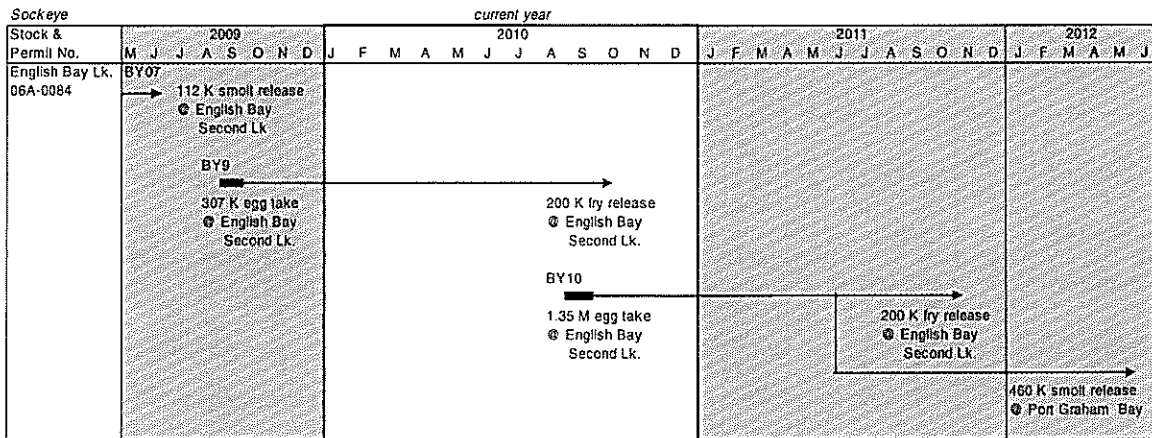 Sockeye current year
Stock & 2009 2010 2011 2012
Permit No. M J J A S O N D J F M A M J J A S O N D J F M A M J J A S O N D J F M A M J
English Bay Lk. BY07
06A-0084 112 K smolt release
@ English Bay
Second Lk
BY9
307 K egg take 200 K fry release
@ English Bay @ English Bay
Second Lk. Second Lk.
BY10
1.35 M egg take 200 K fry release
@ English Bay @ English Bay
Second Lk. Second Lk
460 K smolt release
@ Port Graham Bay